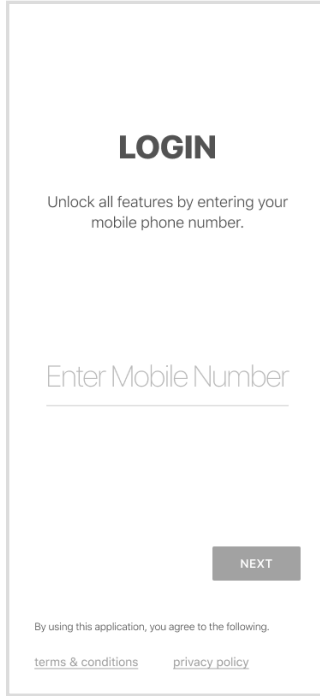 LOGIN
Unlock all features by entering your
mobile phone number.
Enter Mobile Number
NEXT
By using this application, you agree to the following.
terms & conditions privacy policy